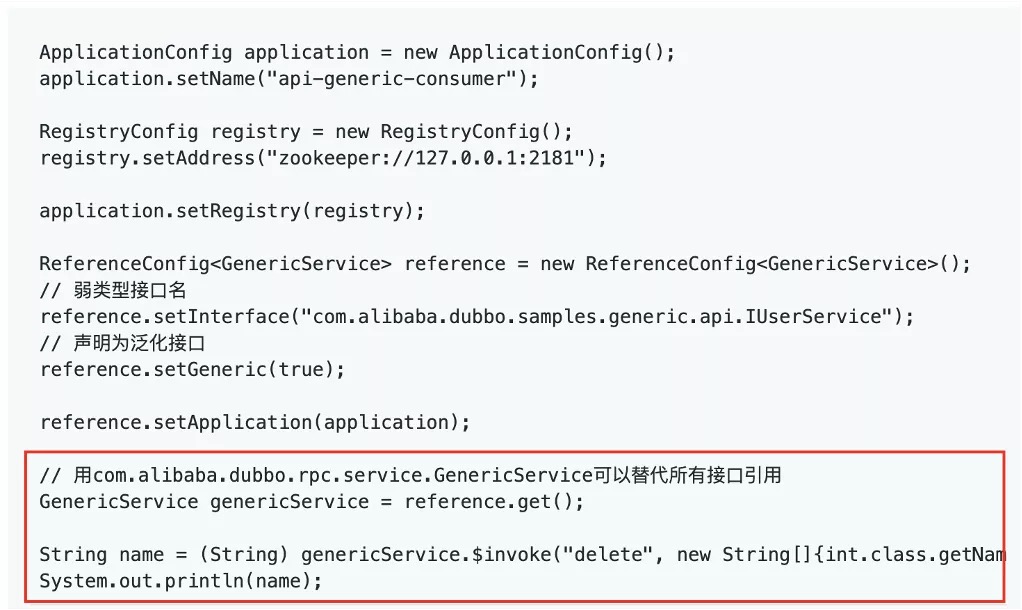 ApplicationConfig application = new ApplicationConfig();
application.setName("api-generic-consumer");
RegistryConfig registry = new RegistryConfig();
registry.setAddress("zookeeper://127.0.0.1:2181");
application.setRegistry(registry);
ReferenceConfig<GenericService> reference = new ReferenceConfig<GenericService>();
// 弱类型接口名
reference.setInterface("com.alibaba.dubbo.samples.generic.api.IUserService");
// 声明为泛化接口
reference.setGeneric(true);
reference.setApplication(application);
// 用com.alibaba.dubbo.rpc.service.GenericService可以替代所有接口引用
GenericService genericService = reference.get();
String name = (String) genericService.$invoke("delete", new String[]{int.class.getNam
System.out.println(name);